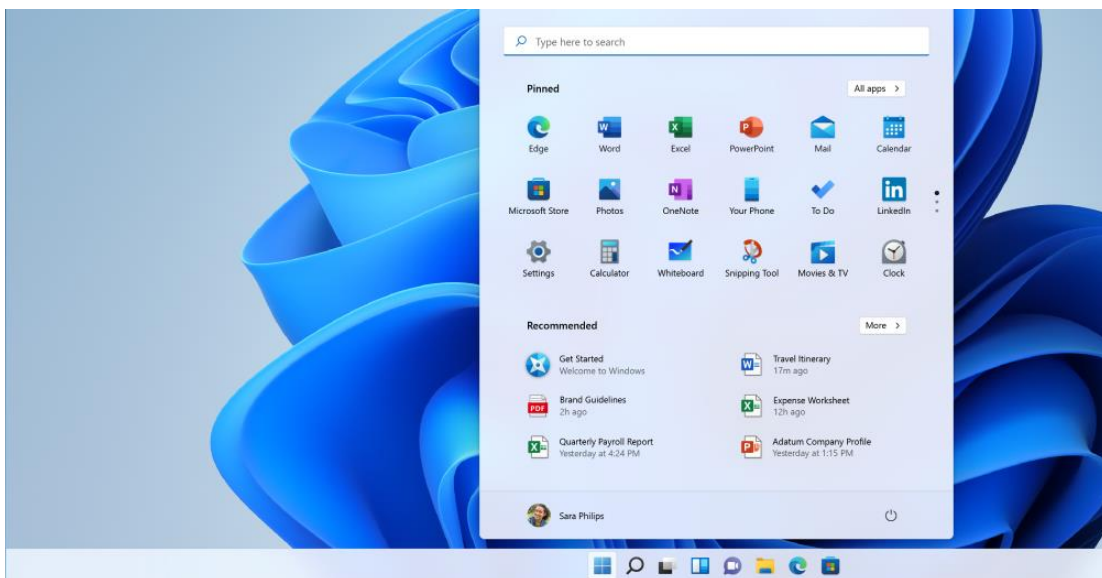 Type here to search
Pinned
All apps >
Edge
Word
Excel
PowerPoint
Mail
Calendar
Microsoft Store
Photos
OneNote
Your Phone
To Do
LinkedIn
Settings
Calculator
Whiteboard
Snipping Tool
Movies & TV
Clock
Recommended
More >
Get Started
Welcome to Windows
Travel Itinerary
17m ago
Brand Guidelines
2h ago
Expense Worksheet
12h ago
Quarterly Payroll Report
Yesterday at 4:24 PM
Adatum Company Profile
Yesterday at 1:15 PM
Sara Philips